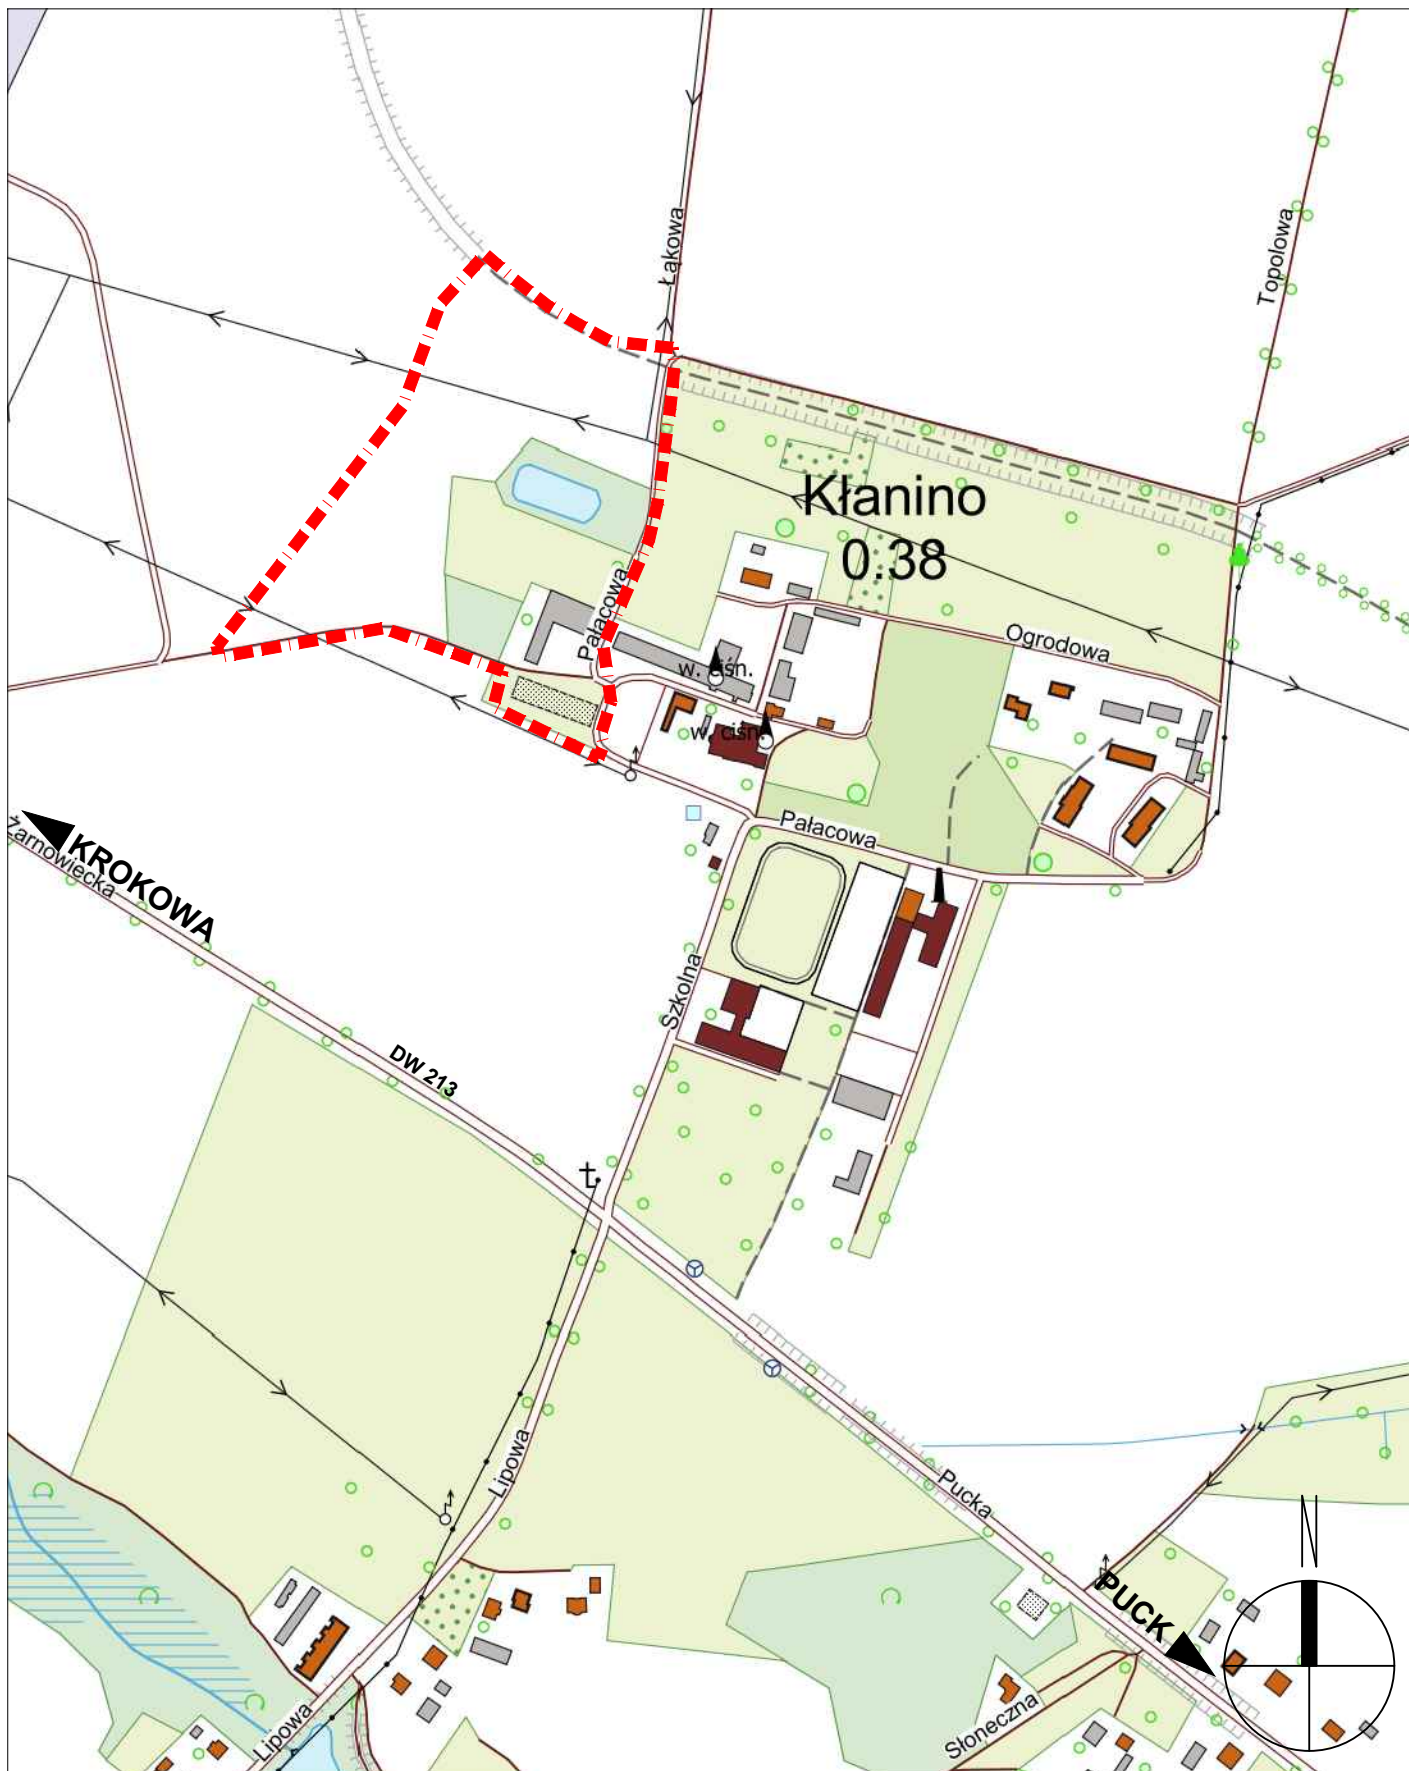 Łąkowa
Topolowa
Kłanino
0.38
Pałacowa
Ogrodowa
w. ciśn.
w. ciśn.
Pałacowa
KROKOWA
Żarnowiecka
Szkolna
DW 213
Lipowa
Pucka
PUCK
Słoneczna
Lipowa
N